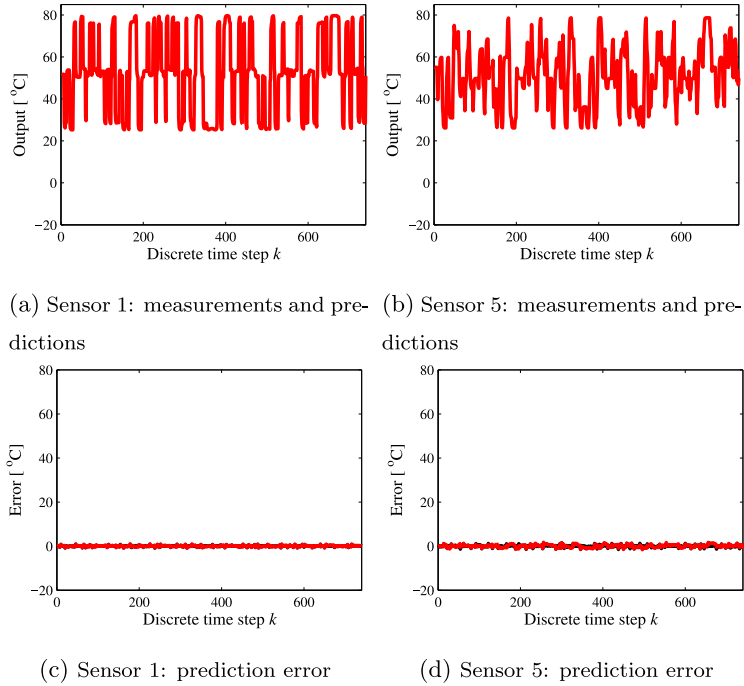 80
60
40
20
0
−20
Output [ °C]
0
200
400
600
Discrete time step k
80
60
40
20
0
−20
Output [ °C]
0
200
400
600
Discrete time step k
(a) Sensor 1: measurements and pre-
dictions
(b) Sensor 5: measurements and pre-
dictions
80
60
40
20
0
−20
Error [ °C]
0
200
400
600
Discrete time step k
80
60
40
20
0
−20
Error [ °C]
0
200
400
600
Discrete time step k
(c) Sensor 1: prediction error
(d) Sensor 5: prediction error